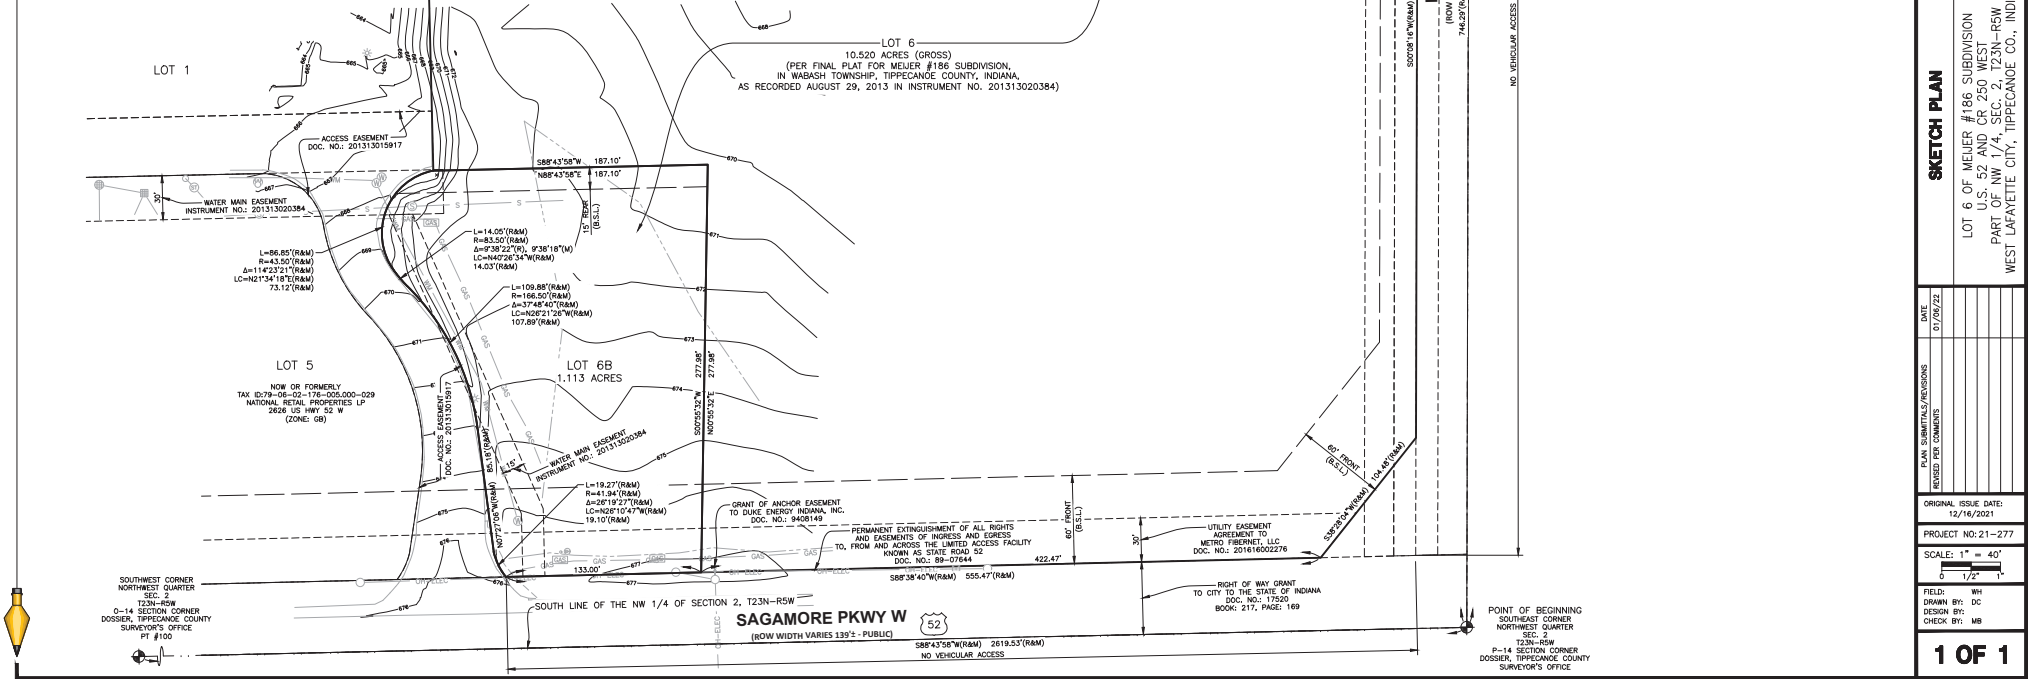 LOT 1
LOT 6
10.520 ACRES (GROSS)
(PER FINAL PLAT FOR MEIJER #186 SUBDIVISION,
IN WABASH TOWNSHIP, TIPPECANOE COUNTY, INDIANA,
AS RECORDED AUGUST 29, 2013 IN INSTRUMENT NO. 201313020384)
668
670
671
672
673
674
675
ACCESS EASEMENT
DOC. NO.: 201313015917
S88°43'58"W 187.10'
N88°43'58"E 187.10'
30'
WATER MAIN EASEMENT
INSTRUMENT NO.: 201313020384
15' REAR
(B.S.L.)
L=86.85'(R&M)
R=43.50'(R&M)
Δ=114°23'21"(R&M)
LC=N21°34'18"E(R&M)
73.12'(R&M)
L=14.05'(R&M)
R=83.50'(R&M)
Δ=9°38'22"(R), 9°38'18"(M)
LC=N40°26'34"W(R&M)
14.03'(R&M)
L=109.88'(R&M)
R=166.50'(R&M)
Δ=37°48'40"(R&M)
LC=N26°21'26"W(R&M)
107.89'(R&M)
LOT 5
NOW OR FORMERLY
TAX ID:79-06-02-176-005.000-029
NATIONAL RETAIL PROPERTIES LP
2626 US HWY 52 W
(ZONE: GB)
LOT 6B
1.113 ACRES
S00°55'32"W 277.98'
N00°55'32"E 277.98'
ACCESS EASEMENT
DOC. NO.: 201313015917
N07°27'06"W(R&M) 85.18'(R&M)
15'
WATER MAIN EASEMENT
INSTRUMENT NO.: 201313020384
L=19.27'(R&M)
R=41.94'(R&M)
Δ=26°19'27"(R&M)
LC=N26°10'47"W(R&M)
19.10'(R&M)
GRANT OF ANCHOR EASEMENT
TO DUKE ENERGY INDIANA, INC.
DOC. NO.: 9408149
PERMANENT EXTINGUISHMENT OF ALL RIGHTS
AND EASEMENTS OF INGRESS AND EGRESS
TO, FROM AND ACROSS THE LIMITED ACCESS FACILITY
KNOWN AS STATE ROAD 52
DOC. NO.: 89-07644
60' FRONT
(B.S.L.)
30'
UTILITY EASEMENT
AGREEMENT TO
METRO FIBERNET, LLC
DOC. NO.: 201616002276
60' FRONT
(B.S.L.)
S38°28'04"W(R&M) 104.48'(R&M)
S00°08'16"W(R&M)
(ROW
746.29'(R
NO VEHICULAR ACCESS
133.00'
422.47'
S88°38'40"W(R&M) 555.47'(R&M)
RIGHT OF WAY GRANT
TO CITY TO THE STATE OF INDIANA
DOC. NO.: 17520
BOOK: 217, PAGE: 169
SOUTHWEST CORNER
NORTHWEST QUARTER
SEC. 2
T23N-R5W
O-14 SECTION CORNER
DOSSIER, TIPPECANOE COUNTY
SURVEYOR'S OFFICE
PT #100
SOUTH LINE OF THE NW 1/4 OF SECTION 2, T23N-R5W
SAGAMORE PKWY W
52
(ROW WIDTH VARIES 139'± - PUBLIC)
S88°43'58"W(R&M) 2619.53'(R&M)
NO VEHICULAR ACCESS
POINT OF BEGINNING
SOUTHEAST CORNER
NORTHWEST QUARTER
SEC. 2
T23N-R5W
P-14 SECTION CORNER
DOSSIER, TIPPECANOE COUNTY
SURVEYOR'S OFFICE
SKETCH PLAN
LOT 6 OF MEIJER #186 SUBDIVISION
U.S. 52 AND CR 250 WEST
PART OF NW 1/4, SEC. 2, T23N-R5W
WEST LAFAYETTE CITY, TIPPECANOE CO., INDI
PLAN SUBMITTALS/REVISIONS DATE
REVISED PER COMMENTS 01/06/22
ORIGINAL ISSUE DATE:
12/16/2021
PROJECT NO: 21-277
SCALE: 1" = 40'
0 1/2" 1"
FIELD: WH
DRAWN BY: DC
DESIGN BY:
CHECK BY: MB
1 OF 1